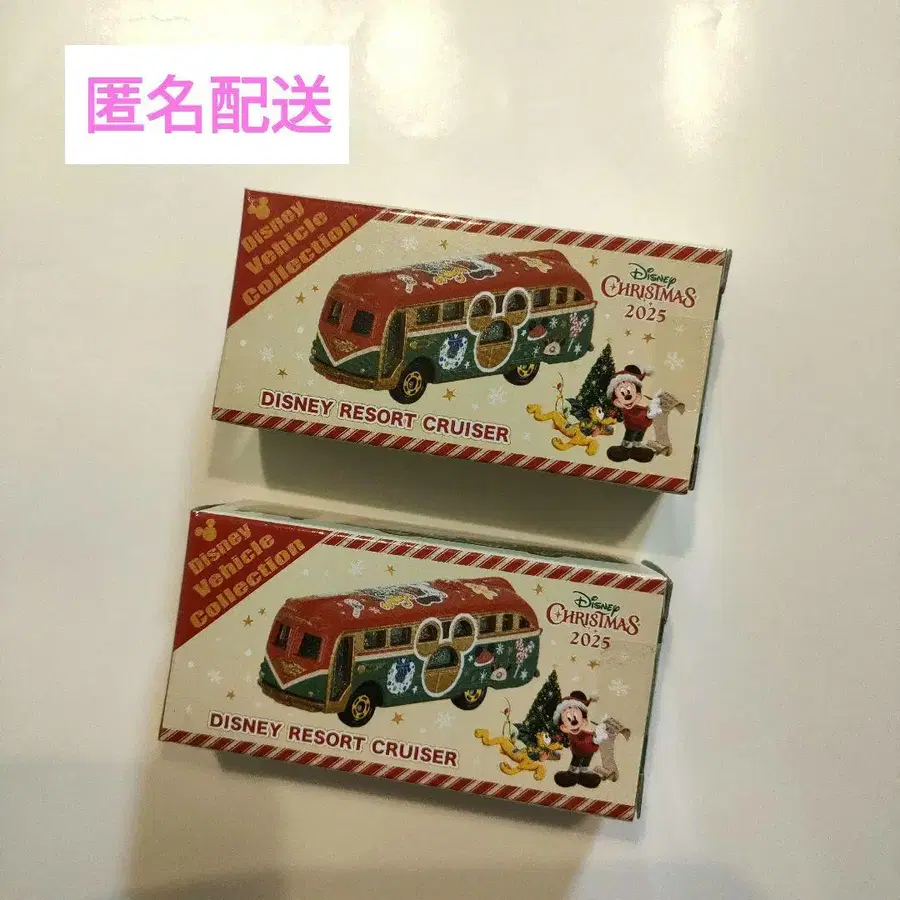 匿名配送
Disney
Vehicle
Collection
Disney
CHRISTMAS
2025
DISNEY RESORT CRUISER
Disney
Vehicle
Collection
Disney
CHRISTMAS
2025
DISNEY RESORT CRUISER